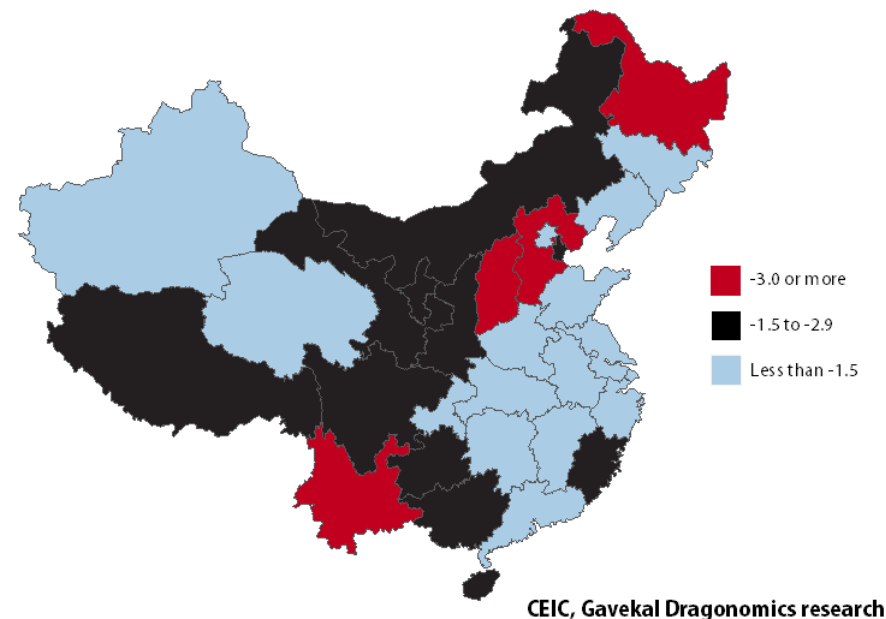 -3.0 or more
-1.5 to -2.9
Less than -1.5
CEIC, Gavekal Dragonomics research